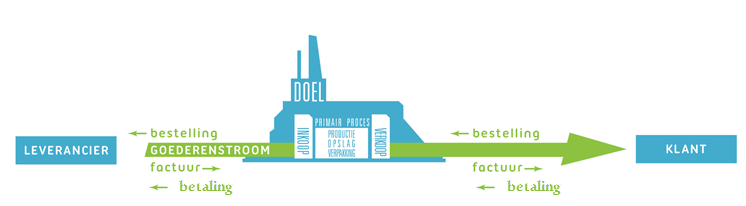 DOEL
PRIMAIR PROCES
← bestelling
INKOOP
PRODUCTIE
OPSLAG
VERPAKKING
VERKOOP
← bestelling
LEVERANCIER
GOEDERENSTROOM
KLANT
factuur →
factuur →
← betaling
← betaling